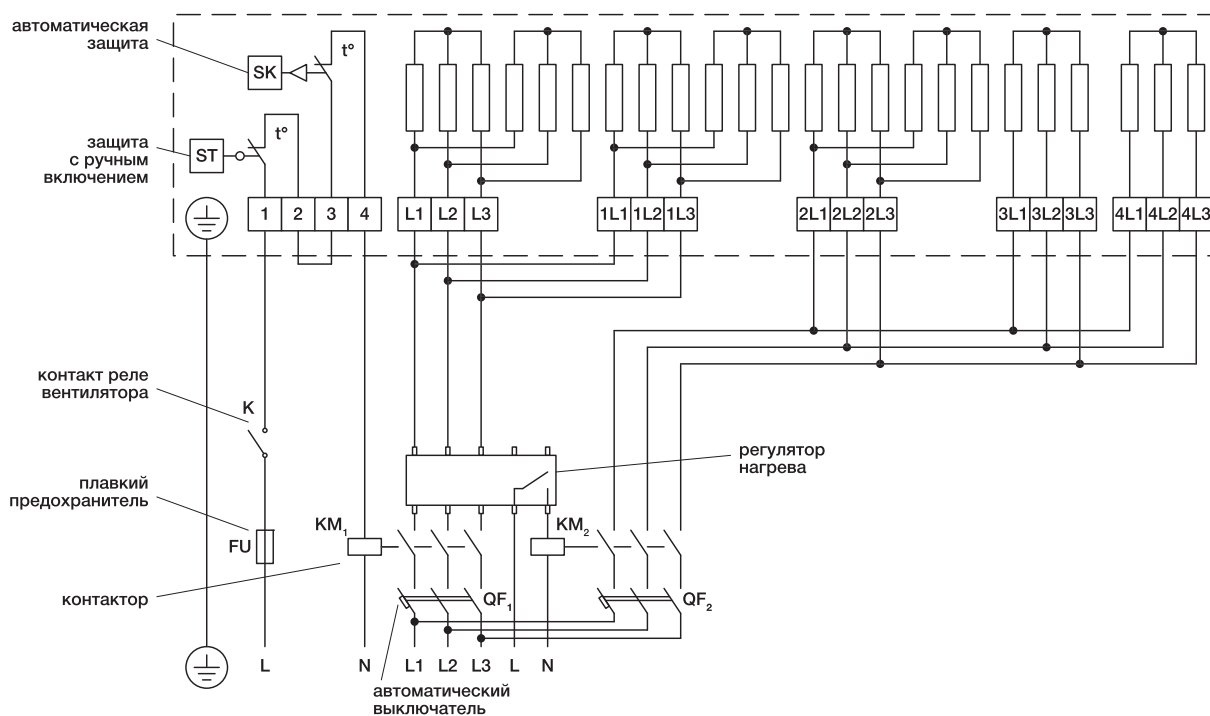 автоматическая
защита
SK
t°
защита
с ручным
включением
ST
t°
1 2 3 4
L1 L2 L3
1L1 1L2 1L3
2L1 2L2 2L3
3L1 3L2 3L3
4L1 4L2 4L3
контакт реле
вентилятора
K
регулятор
нагрева
плавкий
предохранитель
FU
KM1
KM2
контактор
QF1
QF2
L N L1 L2 L3 L N
автоматический
выключатель